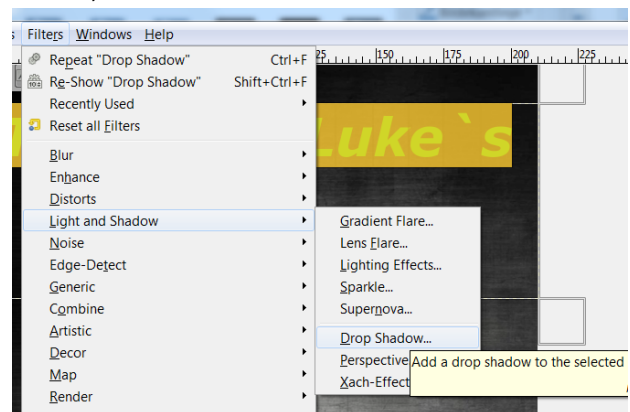 Filters Windows Help
Repeat "Drop Shadow" Ctrl+F
Re-Show "Drop Shadow" Shift+Ctrl+F
Recently Used
Reset all Filters
Blur
Enhance
Distorts
Light and Shadow
Noise
Edge-Detect
Generic
Combine
Artistic
Decor
Map
Render
Gradient Flare...
Lens Flare...
Lighting Effects...
Sparkle...
Supernova...
Drop Shadow...
Perspective
Xach-Effect
Add a drop shadow to the selected
150 175 200 225
Luke`s